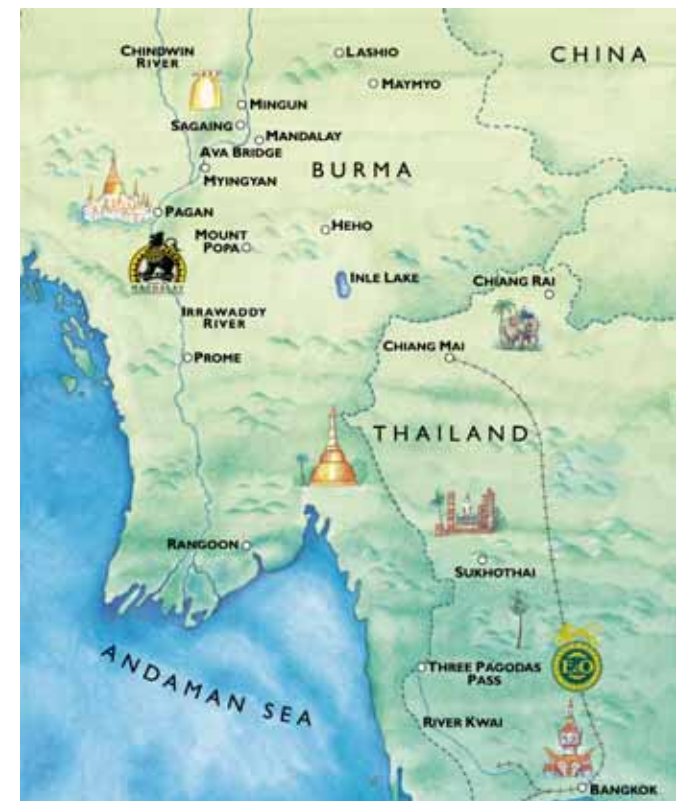 CHINDWIN
RIVER
LASHIO
CHINA
MAYMYO
MINGUN
SAGAING
MANDALAY
AVA BRIDGE
BURMA
MYINGYAN
PAGAN
MOUNT
POPA
HEHO
MANDALAY
INLE LAKE
CHIANG RAI
IRRAWADDY
RIVER
CHIANG MAI
PROME
THAILAND
RANGOON
SUKHOTHAI
ANDAMAN SEA
THREE PAGODAS
PASS
E&O
RIVER KWAI
BANGKOK